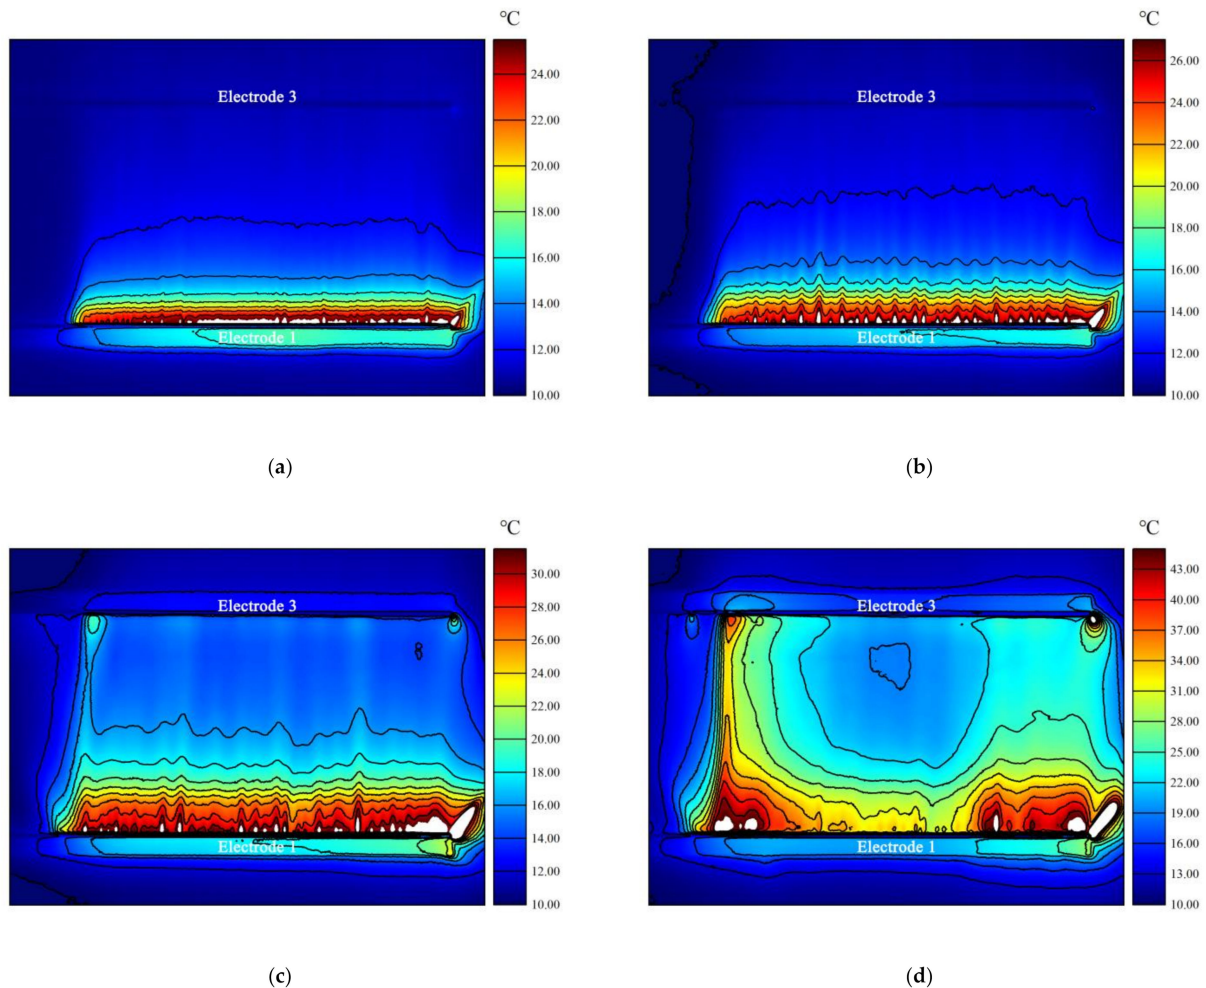 °C
°C
Electrode 3
24.00
22.00
20.00
18.00
16.00
14.00
12.00
10.00
Electrode 1
Electrode 3
26.00
24.00
22.00
20.00
18.00
16.00
14.00
12.00
10.00
Electrode 1
(a)
(b)
°C
°C
Electrode 3
30.00
28.00
26.00
24.00
22.00
20.00
18.00
16.00
14.00
12.00
10.00
Electrode 1
Electrode 3
43.00
40.00
37.00
34.00
31.00
28.00
25.00
22.00
19.00
16.00
13.00
10.00
Electrode 1
(c)
(d)